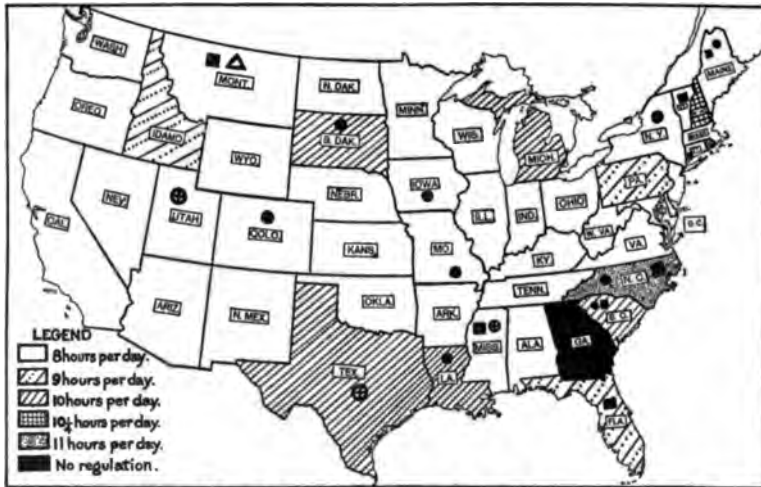 WASH.
MONT.
N. DAK.
MINN.
MAINE
OREG.
IDAHO
S. DAK.
WIS.
MICH.
N.Y.
WYO.
NEBR.
IOWA
PA.
NEV.
UTAH
COLO.
ILL.
IND.
OHIO
W. VA.
D.C.
CAL.
KANS.
MO.
KY.
VA.
ARIZ.
N. MEX.
OKLA.
ARK.
TENN.
N. C.
S. C.
TEX.
LA.
MISS.
ALA.
GA.
FLA.
LEGEND
8 hours per day.
9 hours per day.
10 hours per day.
10¼ hours per day.
11 hours per day.
No regulation.